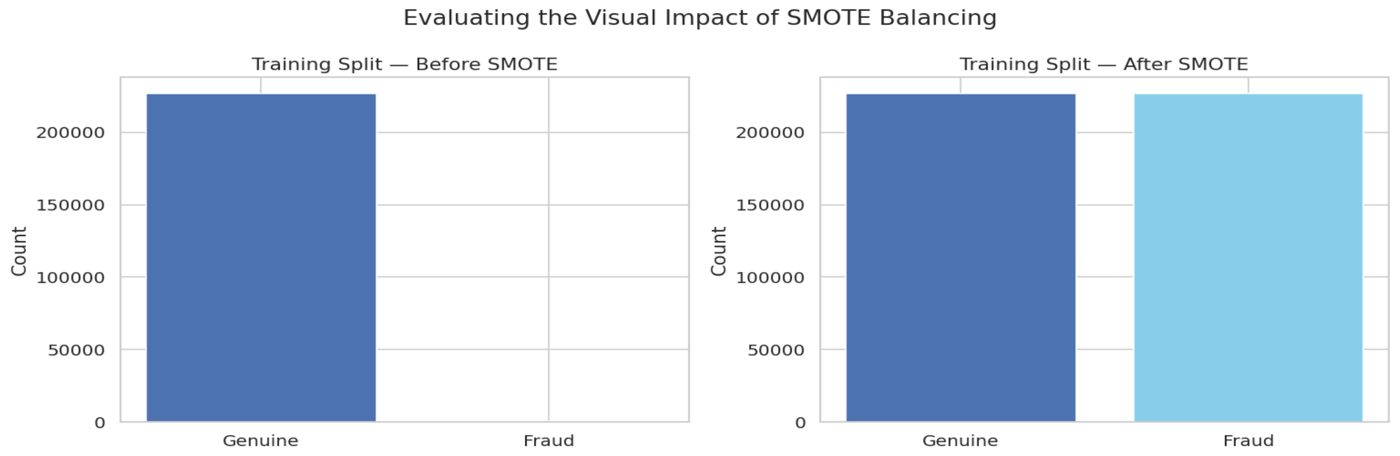 Evaluating the Visual Impact of SMOTE Balancing
Training Split — Before SMOTE
Count
200000
150000
100000
50000
0
Genuine
Fraud
Training Split — After SMOTE
Count
200000
150000
100000
50000
0
Genuine
Fraud